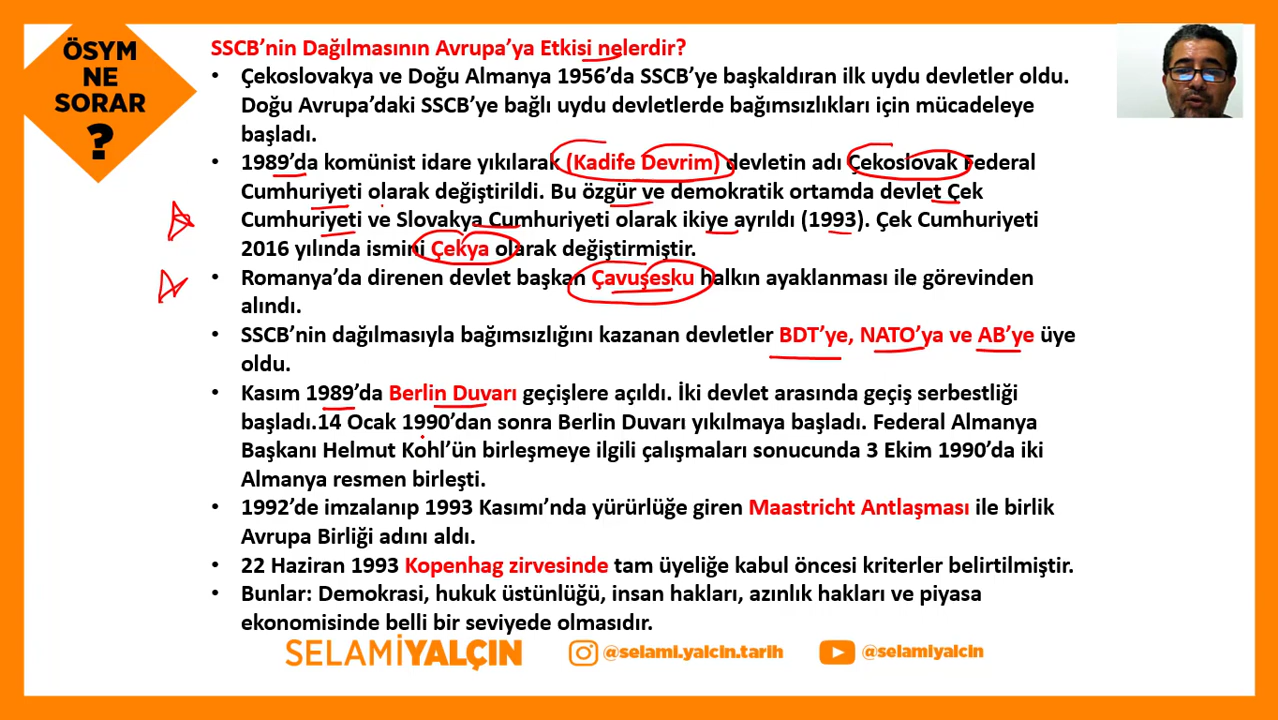 ÖSYM
NE
SORAR
?
SSCB'nin Dağılmasının Avrupa'ya Etkisi nelerdir?
• Çekoslovakya ve Doğu Almanya 1956'da SSCB'ye başkaldıran ilk uydu devletler oldu.
Doğu Avrupa'daki SSCB'ye bağlı uydu devletlerde bağımsızlıkları için mücadeleye
başladı.
• 1989'da komünist idare yıkılarak (Kadife Devrim) devletin adı Çekoslovak Federal
Cumhuriyeti olarak değiştirildi. Bu özgür ve demokratik ortamda devlet Çek
Cumhuriyeti ve Slovakya Cumhuriyeti olarak ikiye ayrıldı (1993). Çek Cumhuriyeti
2016 yılında ismini Çekya olarak değiştirmiştir.
• Romanya'da direnen devlet başkan Çavuşesku halkın ayaklanması ile görevinden
alındı.
• SSCB'nin dağılmasıyla bağımsızlığını kazanan devletler BDT'ye, NATO'ya ve AB'ye üye
oldu.
• Kasım 1989'da Berlin Duvarı geçişlere açıldı. İki devlet arasında geçiş serbestliği
başladı.14 Ocak 1990'dan sonra Berlin Duvarı yıkılmaya başladı. Federal Almanya
Başkanı Helmut Kohl'ün birleşmeye ilgili çalışmaları sonucunda 3 Ekim 1990'da iki
Almanya resmen birleşti.
• 1992'de imzalanıp 1993 Kasımı'nda yürürlüğe giren Maastricht Antlaşması ile birlik
Avrupa Birliği adını aldı.
• 22 Haziran 1993 Kopenhag zirvesinde tam üyeliğe kabul öncesi kriterler belirtilmiştir.
• Bunlar: Demokrasi, hukuk üstünlüğü, insan hakları, azınlık hakları ve piyasa
ekonomisinde belli bir seviyede olmasıdır.
SELAMİYALÇIN @selami.yalcin.tarih @selamiyalcin